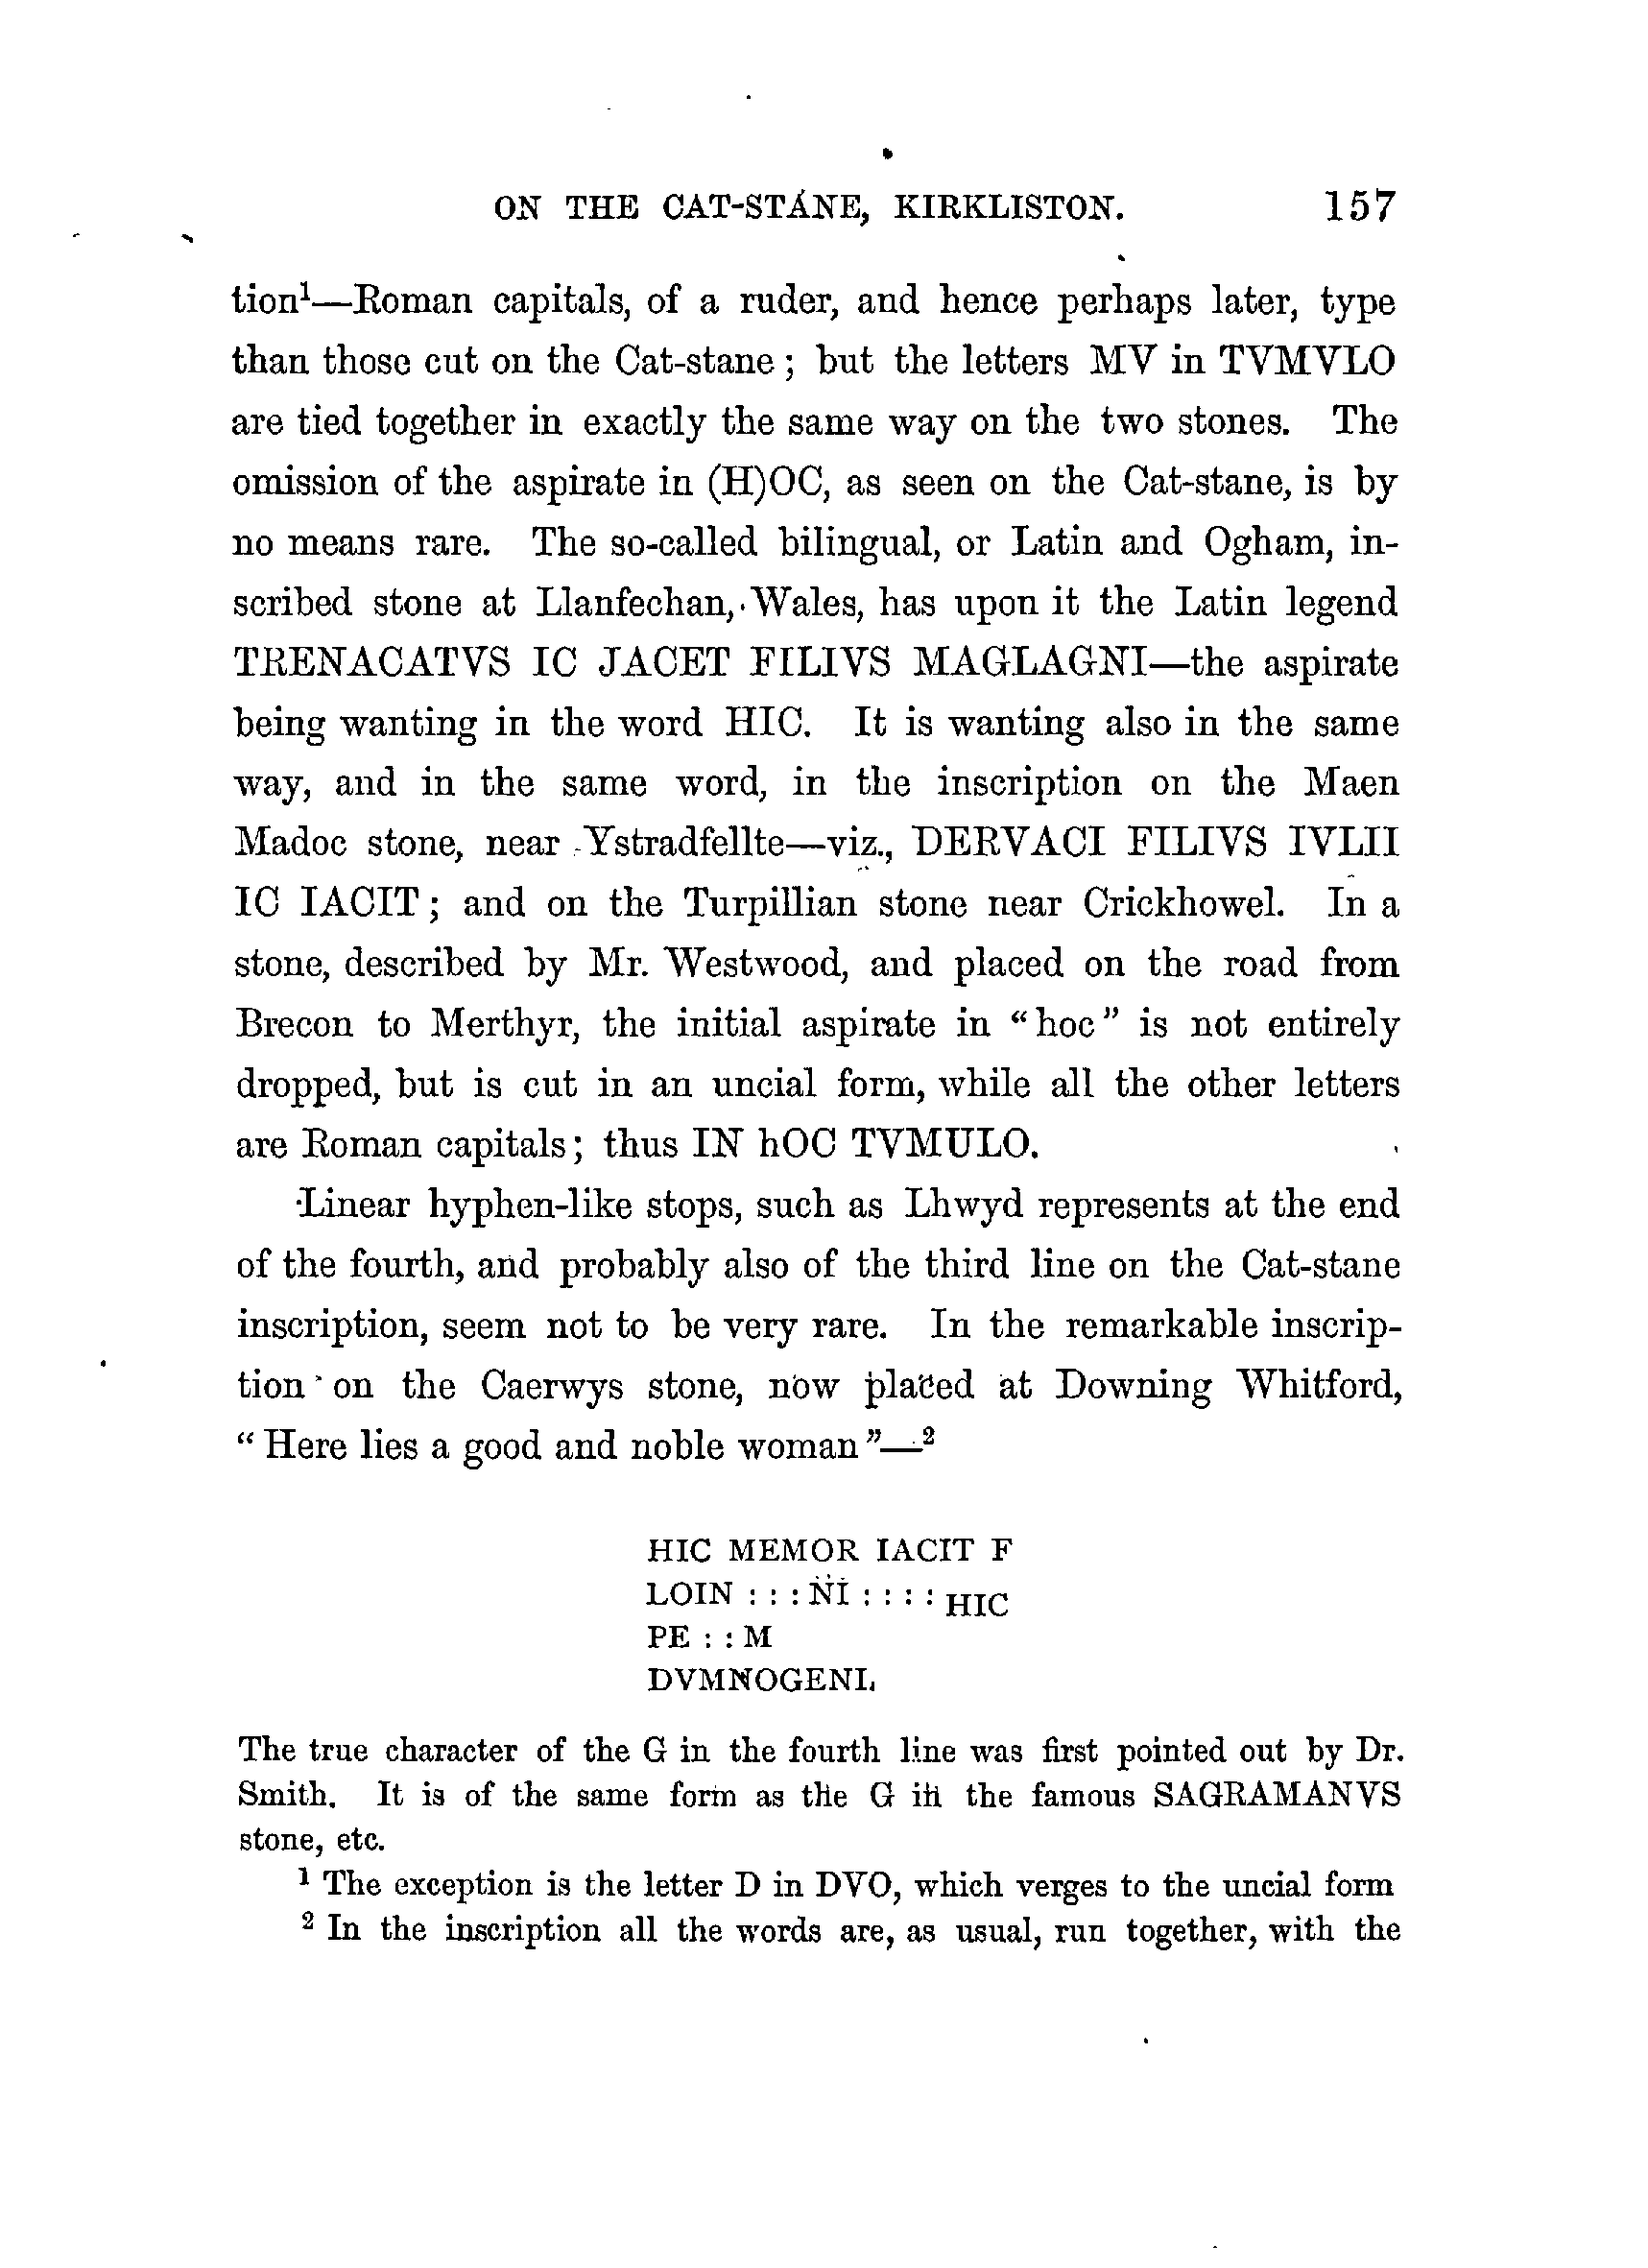 ON THE CAT-STANE, KIRKLISTON. 157
tion¹—Roman capitals, of a ruder, and hence perhaps later, type
than those cut on the Cat-stane; but the letters MV in TVMVLO
are tied together in exactly the same way on the two stones. The
omission of the aspirate in (H)OC, as seen on the Cat-stane, is by
no means rare. The so-called bilingual, or Latin and Ogham, in-
scribed stone at Llanfechan, Wales, has upon it the Latin legend
TRENACATVS IC JACET FILIVS MAGLAGNI—the aspirate
being wanting in the word HIC. It is wanting also in the same
way, and in the same word, in the inscription on the Maen
Madoc stone, near Ystradfellte—viz., DERVACI FILIVS IVLII
IC IACIT; and on the Turpillian stone near Crickhowel. In a
stone, described by Mr. Westwood, and placed on the road from
Brecon to Merthyr, the initial aspirate in "hoc" is not entirely
dropped, but is cut in an uncial form, while all the other letters
are Roman capitals; thus IN hOC TVMULO.
Linear hyphen-like stops, such as Lhwyd represents at the end
of the fourth, and probably also of the third line on the Cat-stane
inscription, seem not to be very rare. In the remarkable inscrip-
tion on the Caerwys stone, now placed at Downing Whitford,
"Here lies a good and noble woman"—²
HIC MEMOR IACIT F
LOIN : : : NI : : : : HIC
PE : : M
DVMNOGENI,
The true character of the G in the fourth line was first pointed out by Dr.
Smith. It is of the same form as the G in the famous SAGRAMANVS
stone, etc.
¹ The exception is the letter D in DVO, which verges to the uncial form
² In the inscription all the words are, as usual, run together, with the